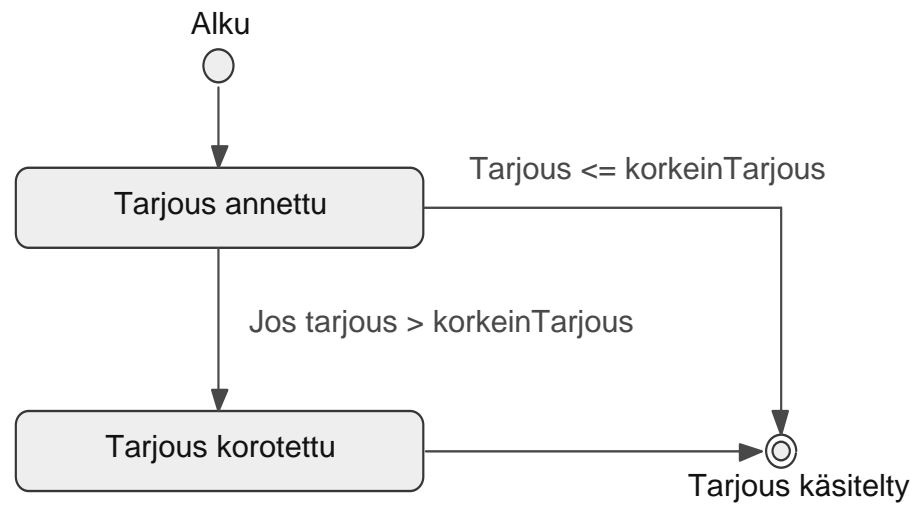 Alku
Tarjous <= korkeinTarjous
Tarjous annettu
Jos tarjous > korkeinTarjous
Tarjous korotettu
Tarjous käsitelty